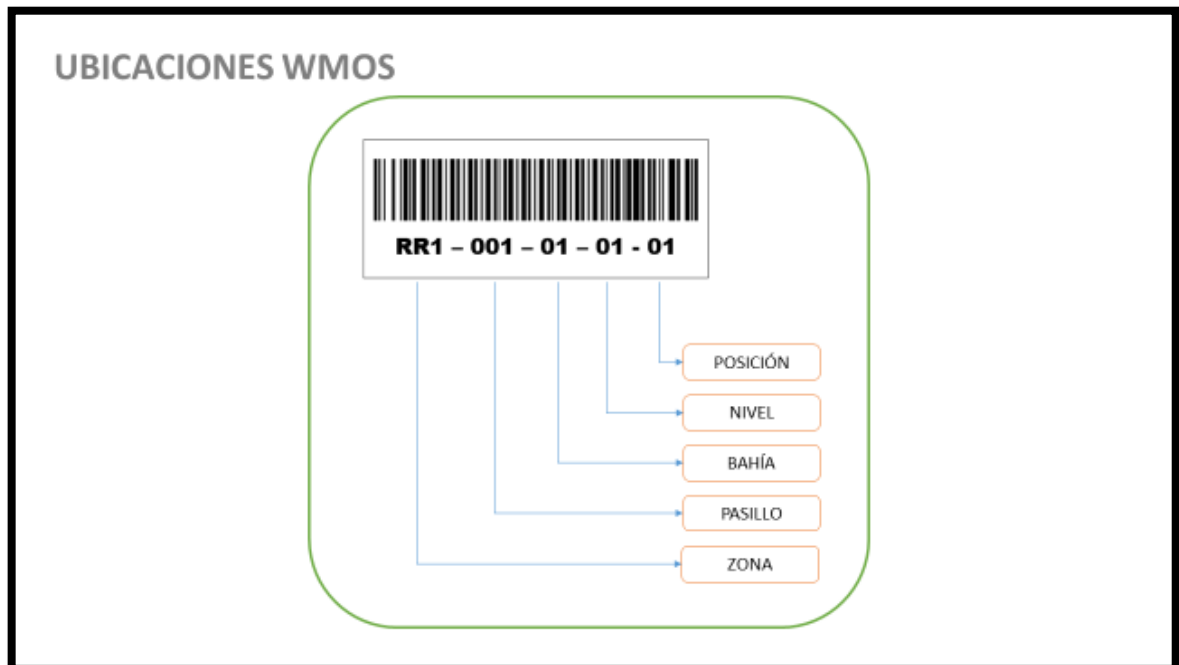 UBICACIONES WMOS
RR1 – 001 – 01 – 01 - 01
POSICIÓN
NIVEL
BAHÍA
PASILLO
ZONA